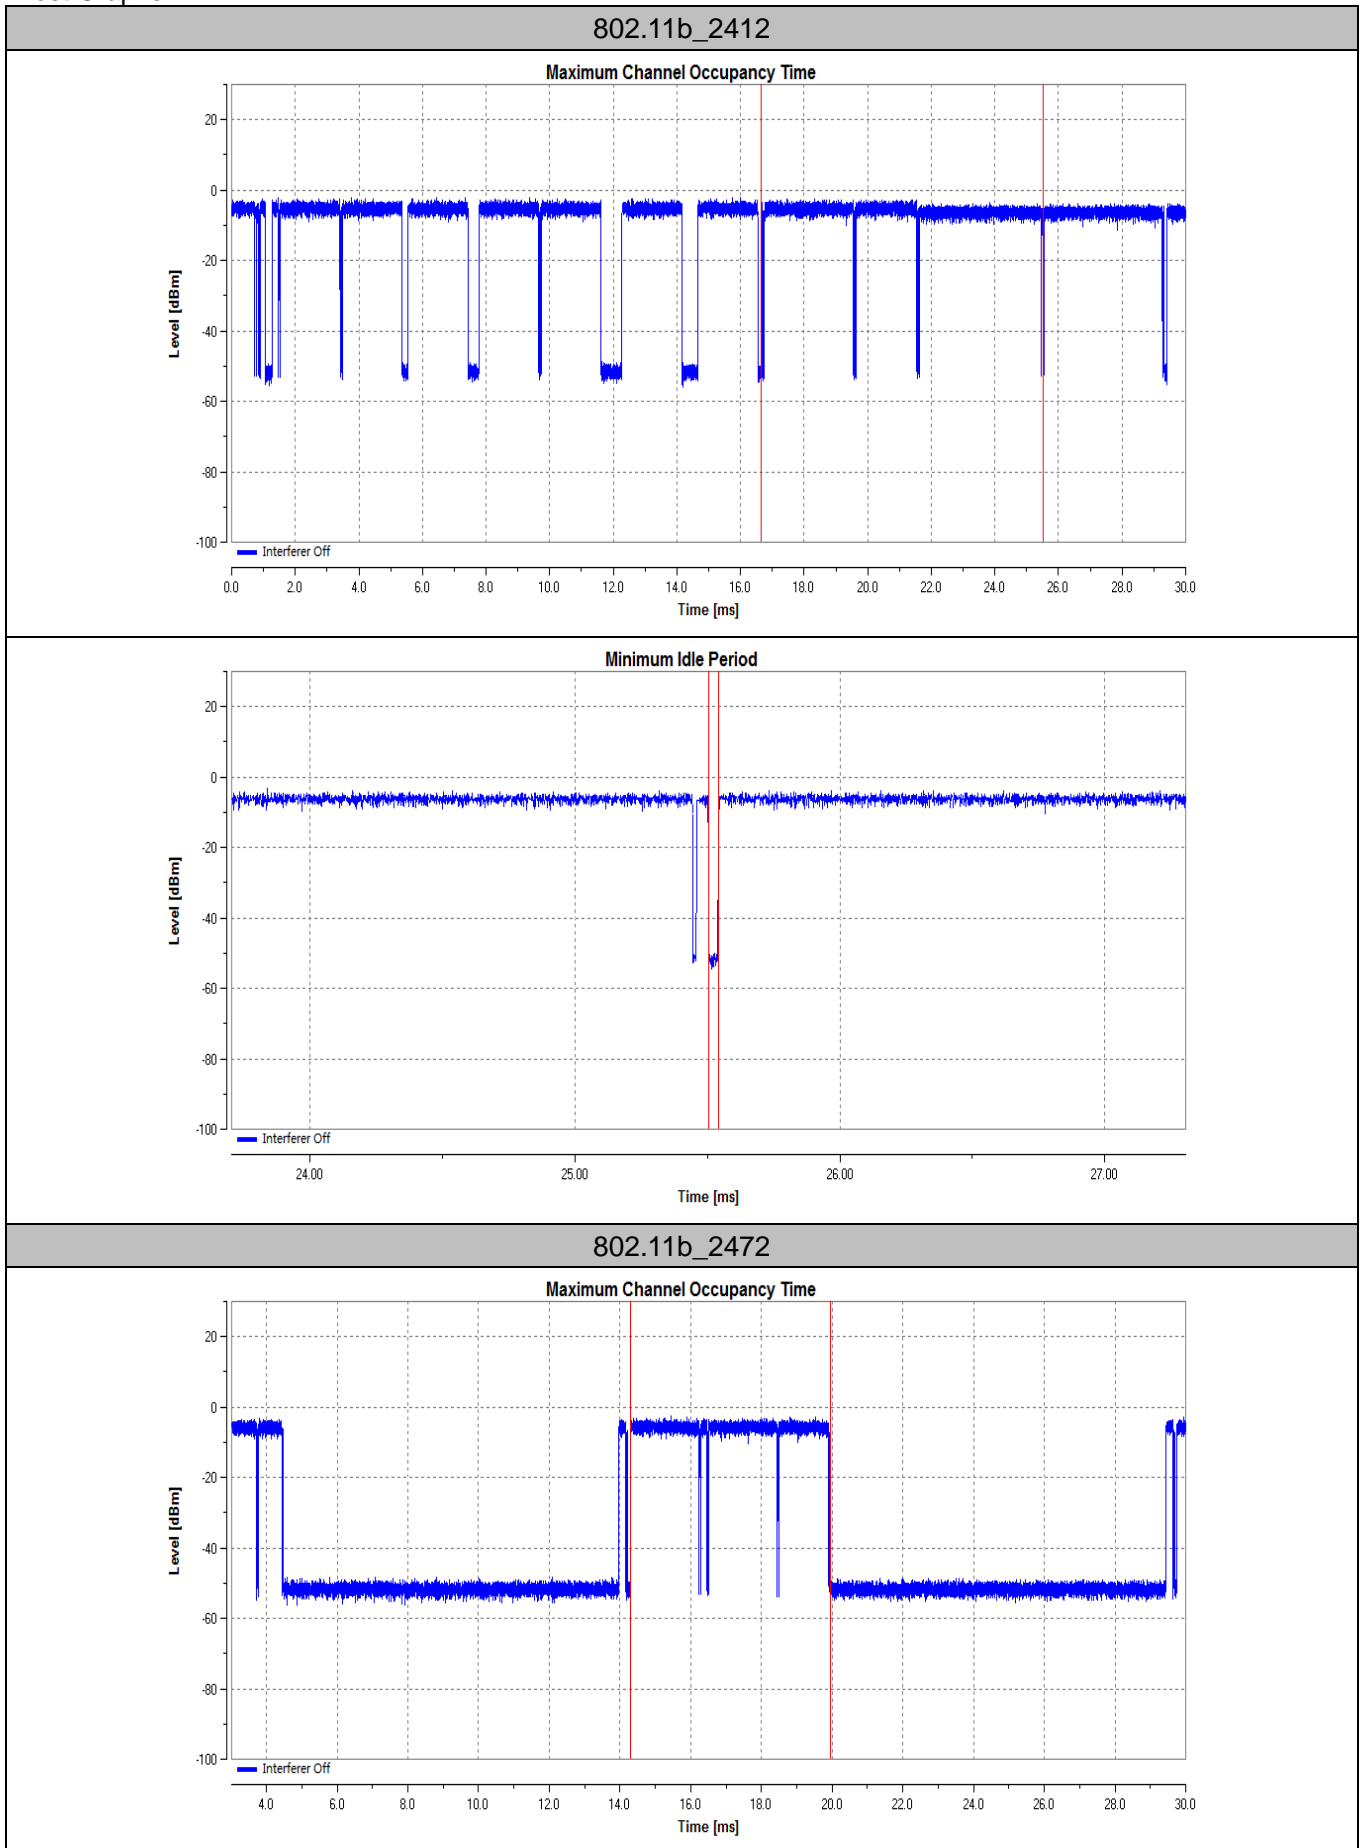 802.11b_2412
Maximum Channel Occupancy Time
20
0
-20
-40
-60
-80
-100
Level [dBm]
Interferer Off
0.0 2.0 4.0 6.0 8.0 10.0 12.0 14.0 16.0 18.0 20.0 22.0 24.0 26.0 28.0 30.0
Time [ms]
Minimum Idle Period
20
0
-20
-40
-60
-80
-100
Level [dBm]
Interferer Off
24.00 25.00 26.00 27.00
Time [ms]
802.11b_2472
Maximum Channel Occupancy Time
20
0
-20
-40
-60
-80
-100
Level [dBm]
Interferer Off
4.0 6.0 8.0 10.0 12.0 14.0 16.0 18.0 20.0 22.0 24.0 26.0 28.0 30.0
Time [ms]